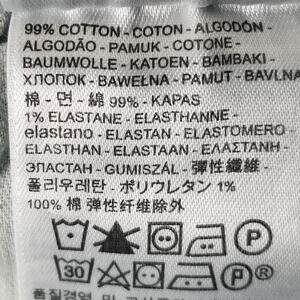 99% COTTON - COTON - ALGODÓN -
ALGODÃO - PAMUK - COTONE -
BAUMWOLLE - KATOEN - BAMBAKI -
ХЛОПОК - BAWEŁNA - PAMUT - BAVLNA
棉 - 면 - 綿 99% - KAPAS
1% ELASTANE - ELASTHANNE -
elastano - ELASTAN - ELASTOMERO -
ELASTHAN - ELASTAAN - ΕΛΑΣΤΑΝΗ -
ЭЛАСТАН - GUMISZÁL - 彈性纖維 -
폴리우레탄 - ポリウレタン 1%
100% 棉 弹性纤维除外
P
30 P